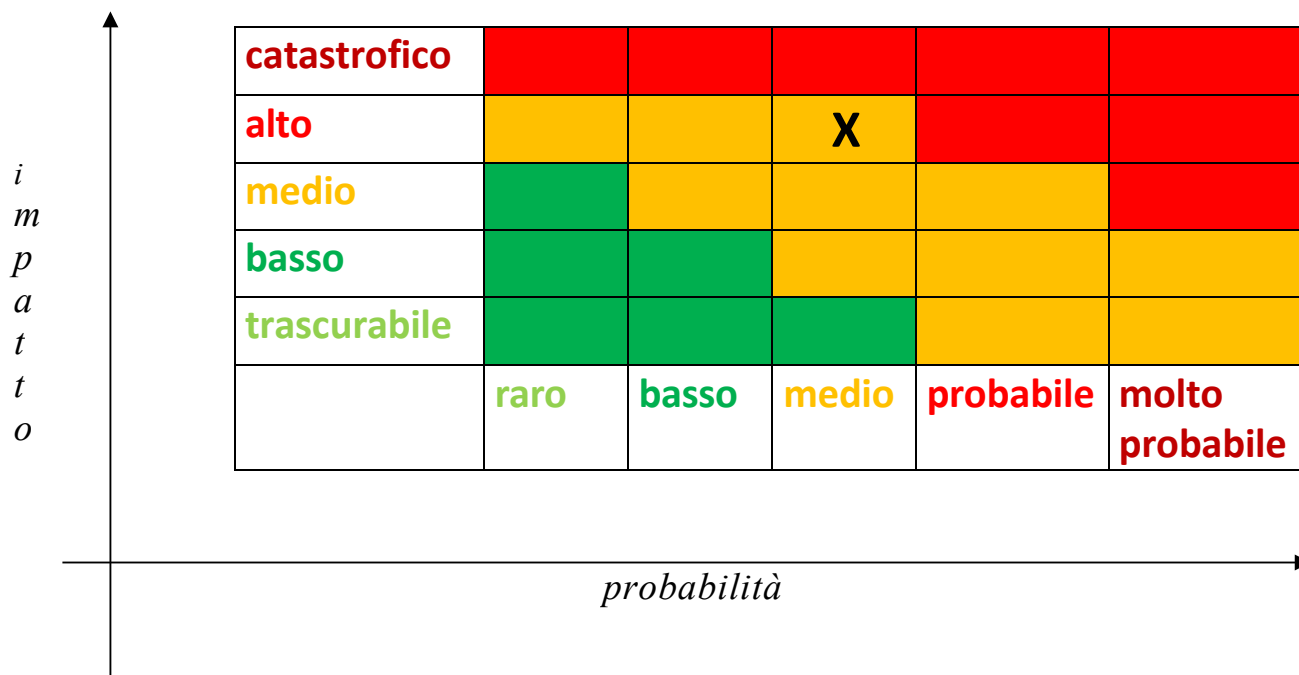 i
m
p
a
t
t
o
catastrofico
alto
X
medio
basso
trascurabile
raro basso medio probabile molto
probabile
probabilità